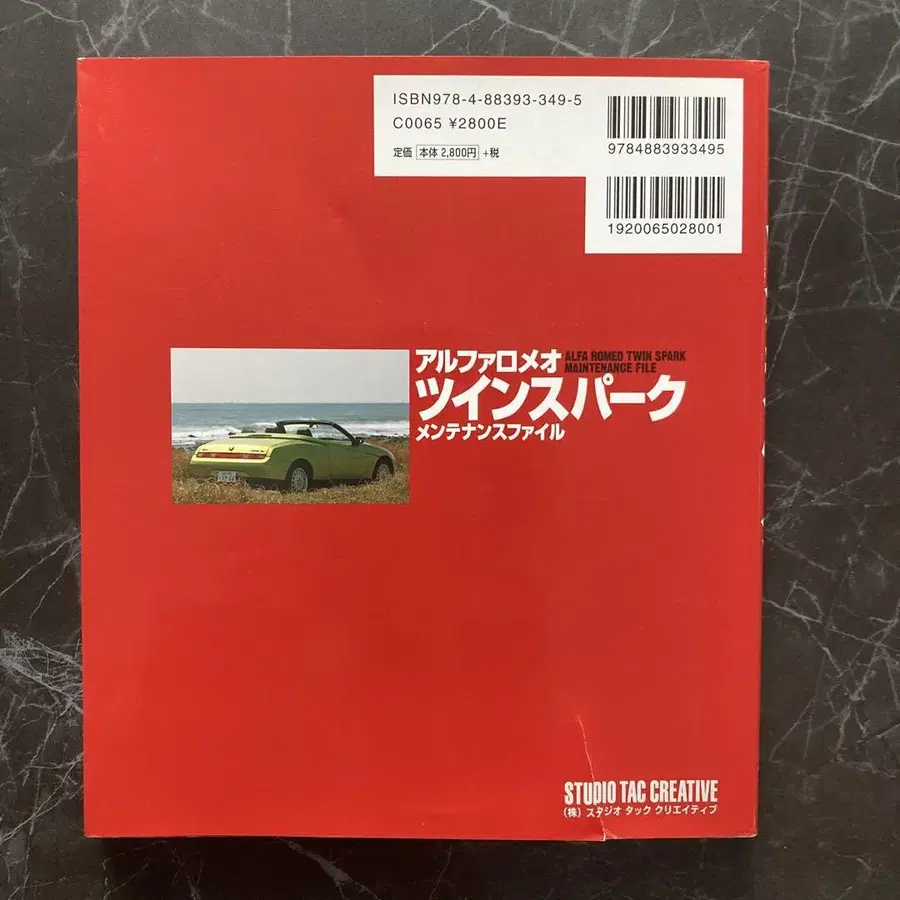 ISBN978-4-88393-349-5
C0065 ¥2800E
定価 本体 2,800円 +税
9784883933495
1920065028001
アルファロメオ
ALFA ROMEO TWIN SPARK
MAINTENANCE FILE
ツインスパーク
メンテナンスファイル
STUDIO TAC CREATIVE
(株)スタジオ タック クリエイティブ